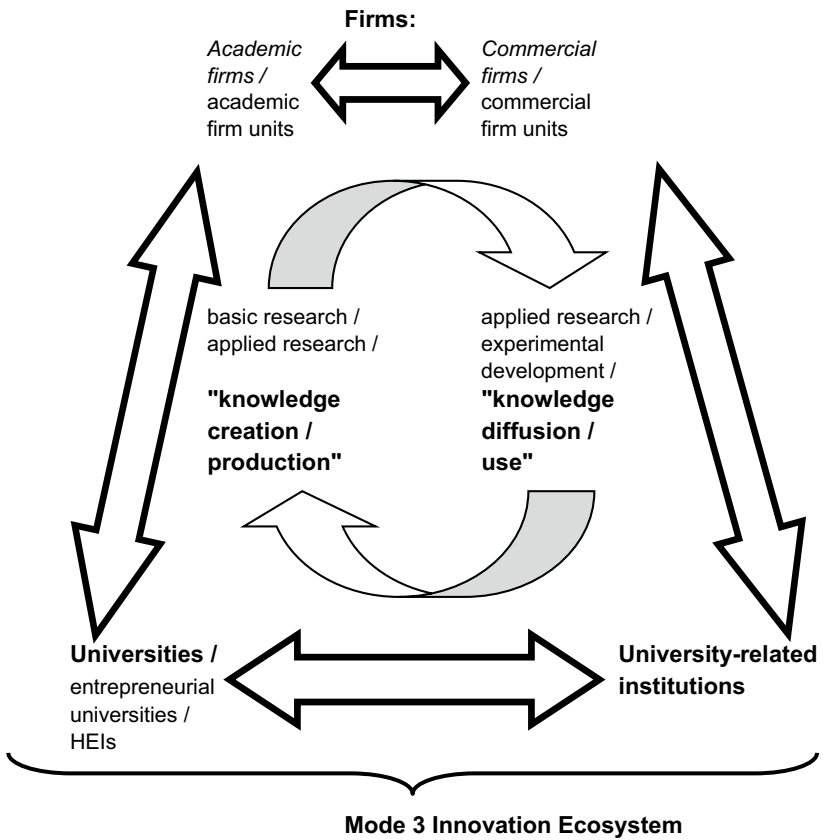 Firms:
Academic
firms /
academic
firm units
Commercial
firms /
commercial
firm units
basic research /
applied research /
"knowledge
creation /
production"
applied research /
experimental
development /
"knowledge
diffusion /
use"
Universities /
entrepreneurial
universities /
HEIs
University-related
institutions
Mode 3 Innovation Ecosystem